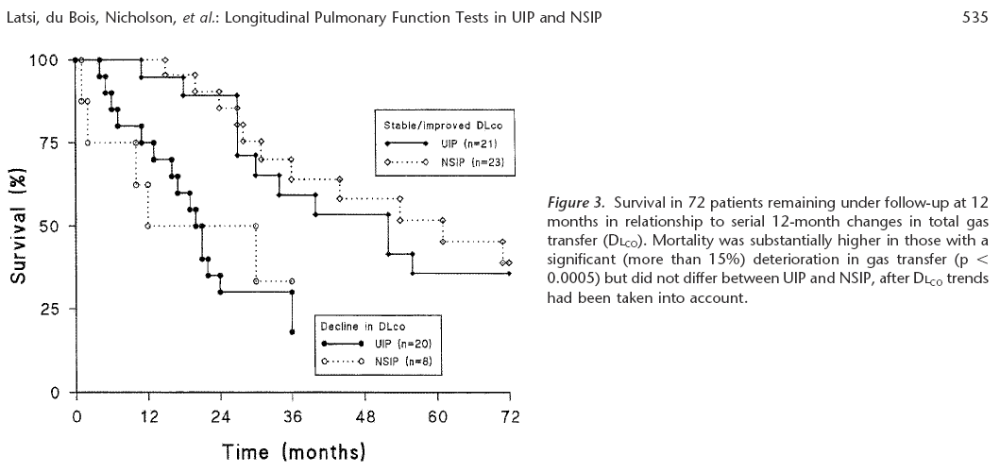 Latsi, du Bois, Nicholson, et al.: Longitudinal Pulmonary Function Tests in UIP and NSIP 535
100
75
50
25
0
Survival (%)
Stable/improved DLco
UIP (n=21)
NSIP (n=23)
Decline in DLco
UIP (n=20)
NSIP (n=8)
0 12 24 36 48 60 72
Time (months)
Figure 3. Survival in 72 patients remaining under follow-up at 12
months in relationship to serial 12-month changes in total gas
transfer (DLCO). Mortality was substantially higher in those with a
significant (more than 15%) deterioration in gas transfer (p <
0.0005) but did not differ between UIP and NSIP, after DLCO trends
had been taken into account.